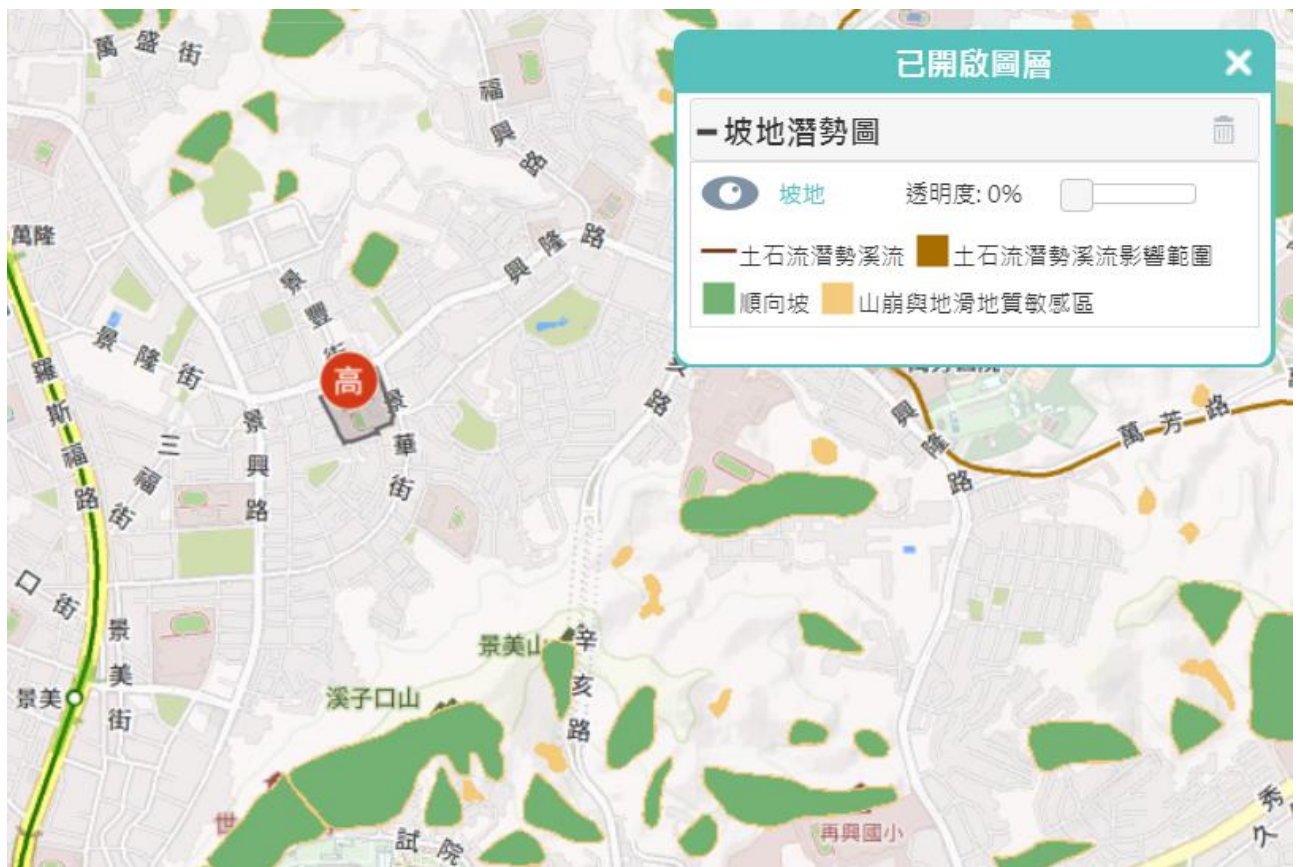 已開啟圖層
坡地潛勢圖
坡地
透明度: 0%
土石流潛勢溪流
土石流潛勢溪流影響範圍
順向坡
山崩與地滑地質敏感區
萬盛街
福興路
萬隆
興隆路
景豐街
高
景隆街
景華街
羅斯福路
三福街
景興路
興隆路
萬芳路
口街
景美山
辛亥路
景美街
景美
溪子口山
世
試院
再興國小
秀